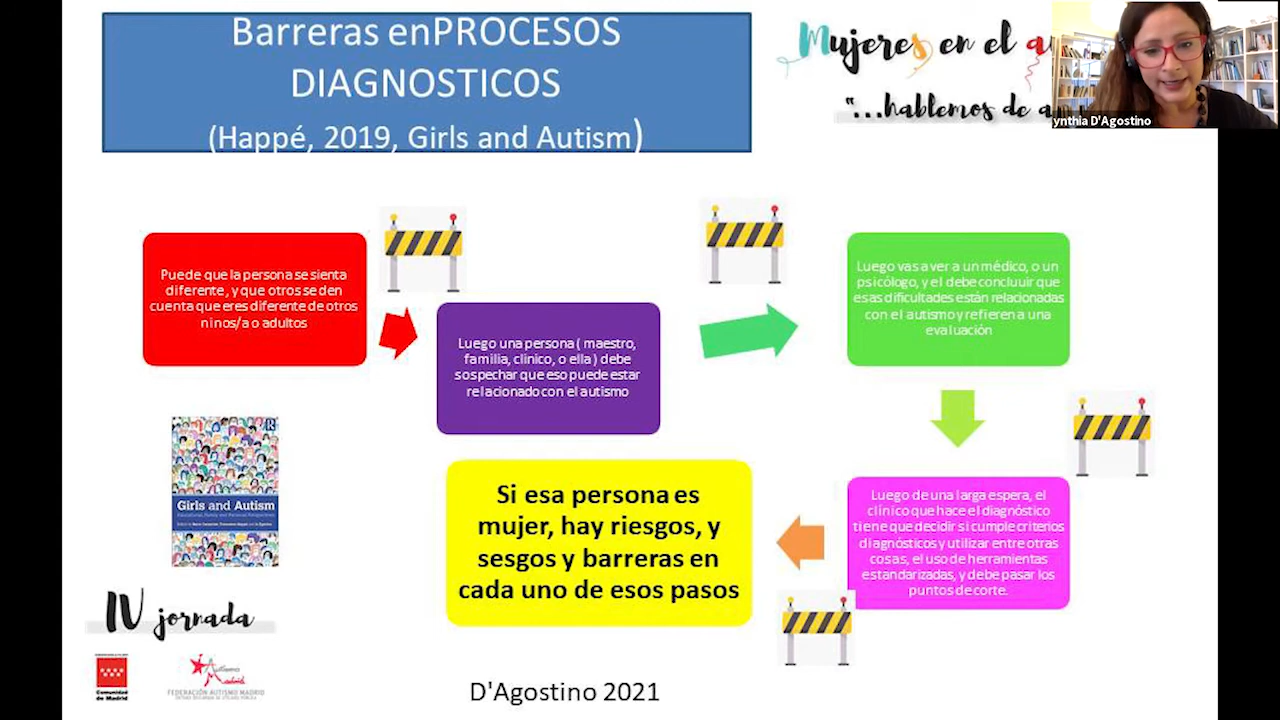 Barreras enPROCESOS
DIAGNOSTICOS
(Happé, 2019, Girls and Autism)
Mujeres en el a
"...hablemos de a
ynthia D'Agostino
Puede que la persona se sienta
diferente, y que otros se den
cuenta que eres diferente de otros
ninos/a o adultos
Luego una persona ( maestro,
familia, clinico, o ella ) debe
sospechar que eso puede estar
relacionado con el autismo
Luego vas a ver a un médico, o un
psicólogo, y el debe concluuir que
esas dificultades están relacionadas
con el autismo y refieren a una
evaluación
Luego de una larga espera, el
clínico que hace el diagnóstico
tiene que decidir si cumple criterios
diagnósticos y utilizar entre otras
cosas, el uso de herramientas
estandarizadas, y debe pasar los
puntos de corte.
Si esa persona es
mujer, hay riesgos, y
sesgos y barreras en
cada uno de esos pasos
Girls and Autism
IV jornada
Comunidad
de Madrid
Autismo
Madrid
FEDERACIÓN AUTISMO MADRID
D'Agostino 2021